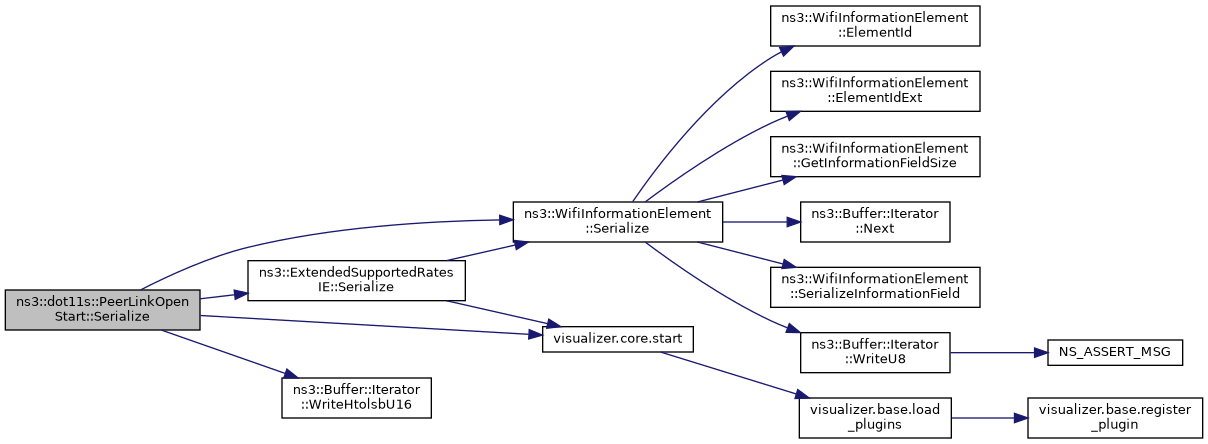 ns3::dot11s::PeerLinkOpen
Start::Serialize
ns3::ExtendedSupportedRates
IE::Serialize
ns3::Buffer::Iterator
::WriteHtolsbU16
ns3::WifiInformationElement
::Serialize
visualizer.core.start
ns3::WifiInformationElement
::ElementId
ns3::WifiInformationElement
::ElementIdExt
ns3::WifiInformationElement
::GetInformationFieldSize
ns3::Buffer::Iterator
::Next
ns3::WifiInformationElement
::SerializeInformationField
ns3::Buffer::Iterator
::WriteU8
visualizer.base.load
_plugins
NS_ASSERT_MSG
visualizer.base.register
_plugin